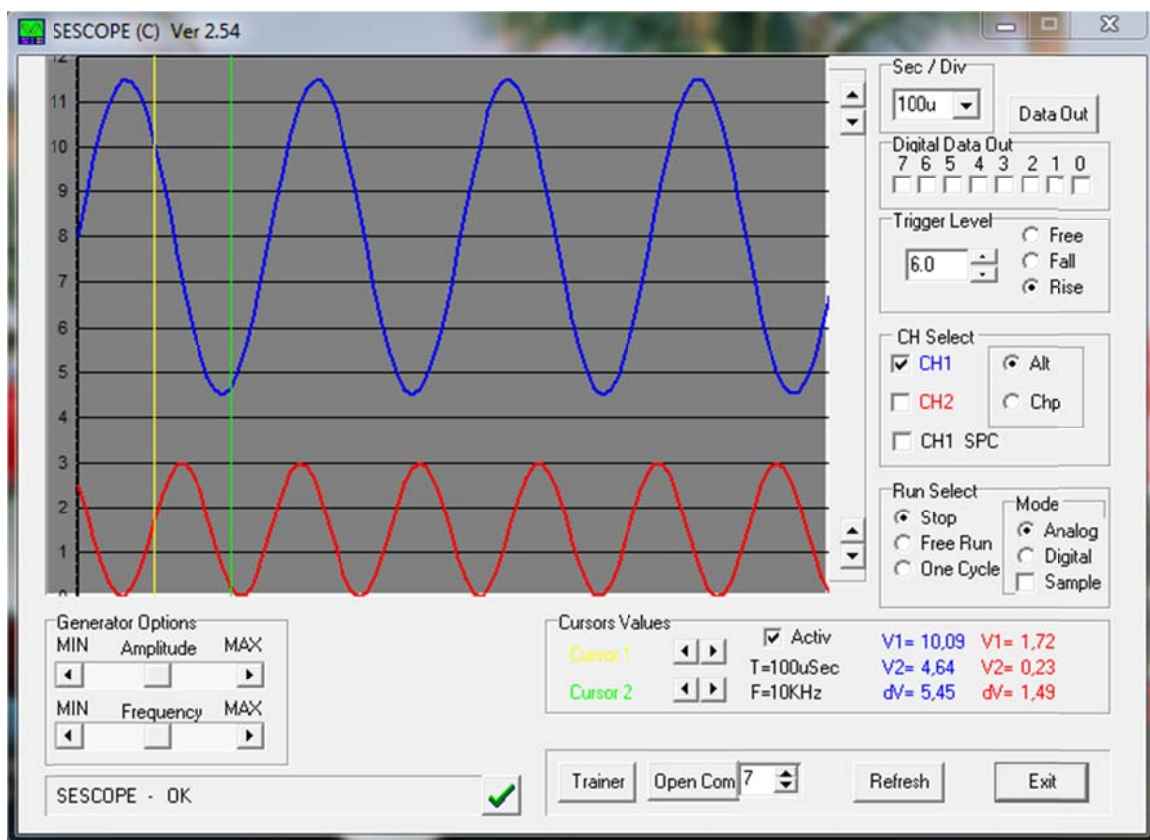 SESCOPE (C) Ver 2.54
12
11
10
9
8
7
6
5
4
3
2
1
0
Sec / Div
100u
Data Out
Digital Data Out
7 6 5 4 3 2 1 0
Trigger Level
6.0
Free
Fall
Rise
CH Select
CH1
CH2
CH1 SPC
Alt
Chp
Run Select
Stop
Free Run
One Cycle
Mode
Analog
Digital
Sample
Generator Options
MIN Amplitude MAX
MIN Frequency MAX
Cursors Values
Cursor 1
Cursor 2
Activ
T=100uSec
F=10KHz
V1= 10,09 V1= 1,72
V2= 4,64 V2= 0,23
dV= 5,45 dV= 1,49
SESCOPE - OK
Trainer
Open Com 7
Refresh
Exit